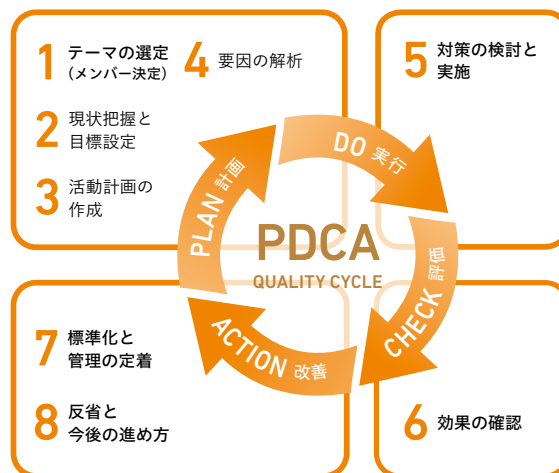 1 テーマの選定
(メンバー決定)
2 現状把握と
目標設定
3 活動計画の
作成
4 要因の解析
5 対策の検討と
実施
PLAN 計画
DO 実行
CHECK 評価
ACTION 改善
PDCA
QUALITY CYCLE
6 効果の確認
7 標準化と
管理の定着
8 反省と
今後の進め方